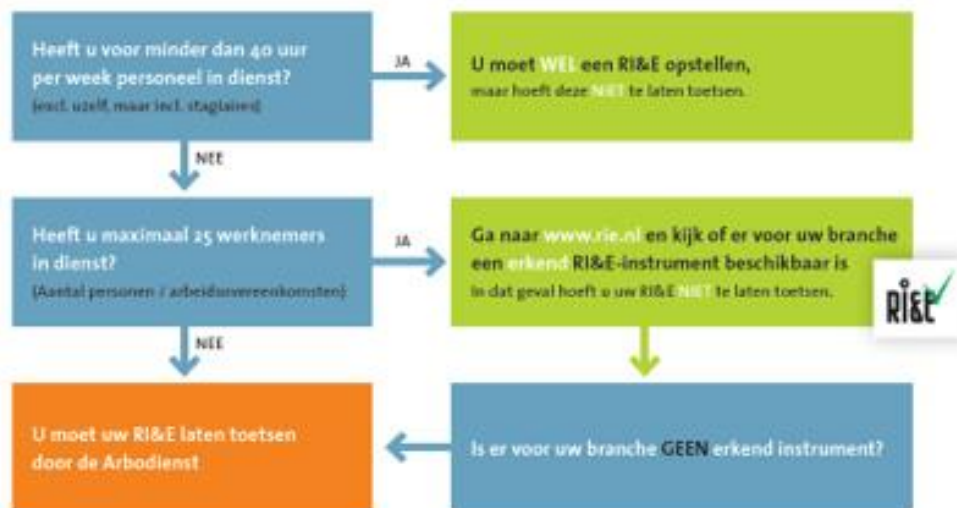 Heeft u voor minder dan 40 uur
per week personeel in dienst?
(excl. uzelf, maar incl. stagiaires)
JA
U moet WEL een RI&E opstellen,
maar hoeft deze NIET te laten toetsen.
NEE
Heeft u maximaal 25 werknemers
in dienst?
(Aantal personen / arbeidsovereenkomsten)
JA
Ga naar www.rie.nl en kijk of er voor uw branche
een erkend RI&E-instrument beschikbaar is
In dat geval hoeft u uw RI&E NIET te laten toetsen.
RI&E
NEE
U moet uw RI&E laten toetsen
door de Arbodienst
Is er voor uw branche GEEN erkend instrument?